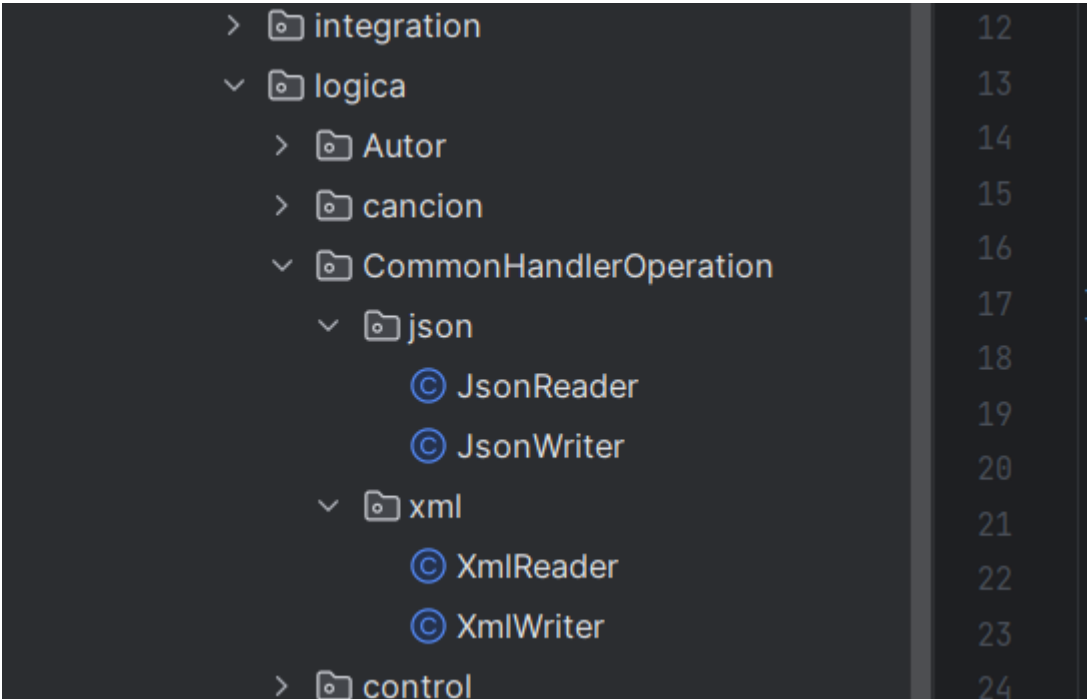 integration
logica
Autor
cancion
CommonHandlerOperation
json
JsonReader
JsonWriter
xml
XmlReader
XmlWriter
control
12
13
14
15
16
17
18
19
20
21
22
23
24